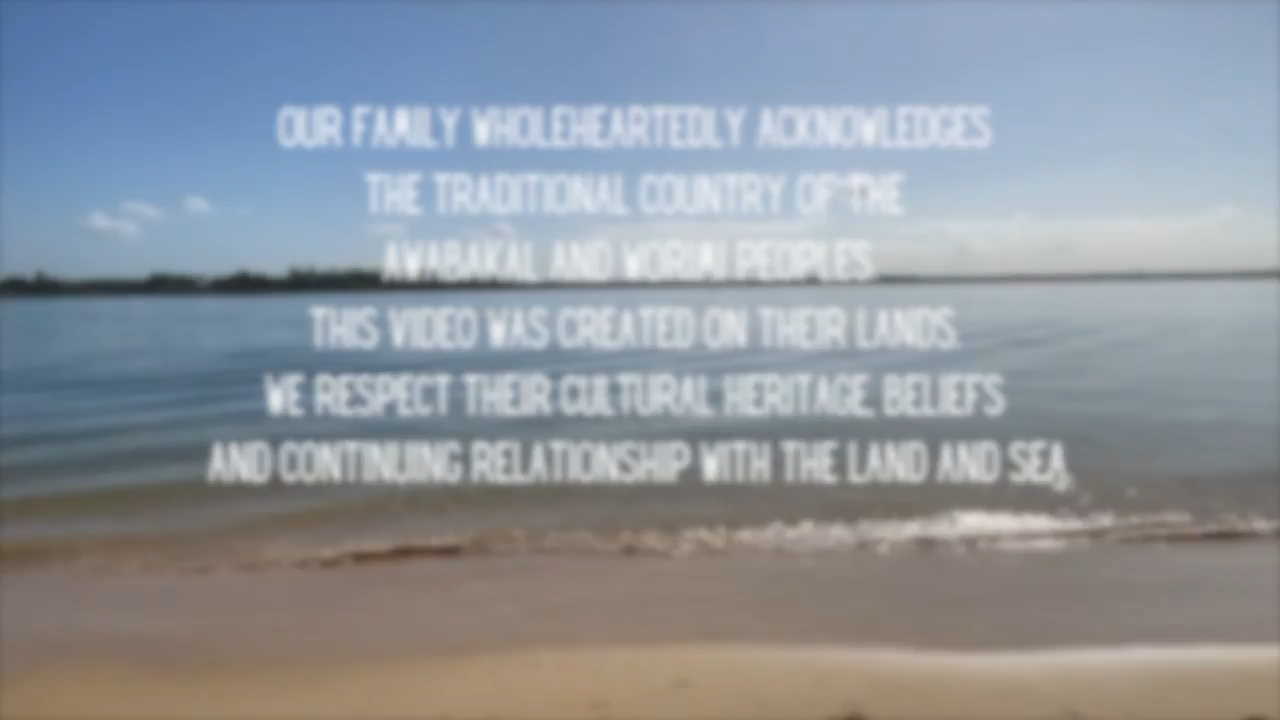 OUR FAMILY WHOLEHEARTEDLY ACKNOWLEDGES
THE TRADITIONAL COUNTRY OF THE
AWABAKAL AND WORIMI PEOPLES.
THIS VIDEO WAS CREATED ON THEIR LANDS.
WE RESPECT THEIR CULTURAL HERITAGE, BELIEFS
AND CONTINUING RELATIONSHIP WITH THE LAND AND SEA.